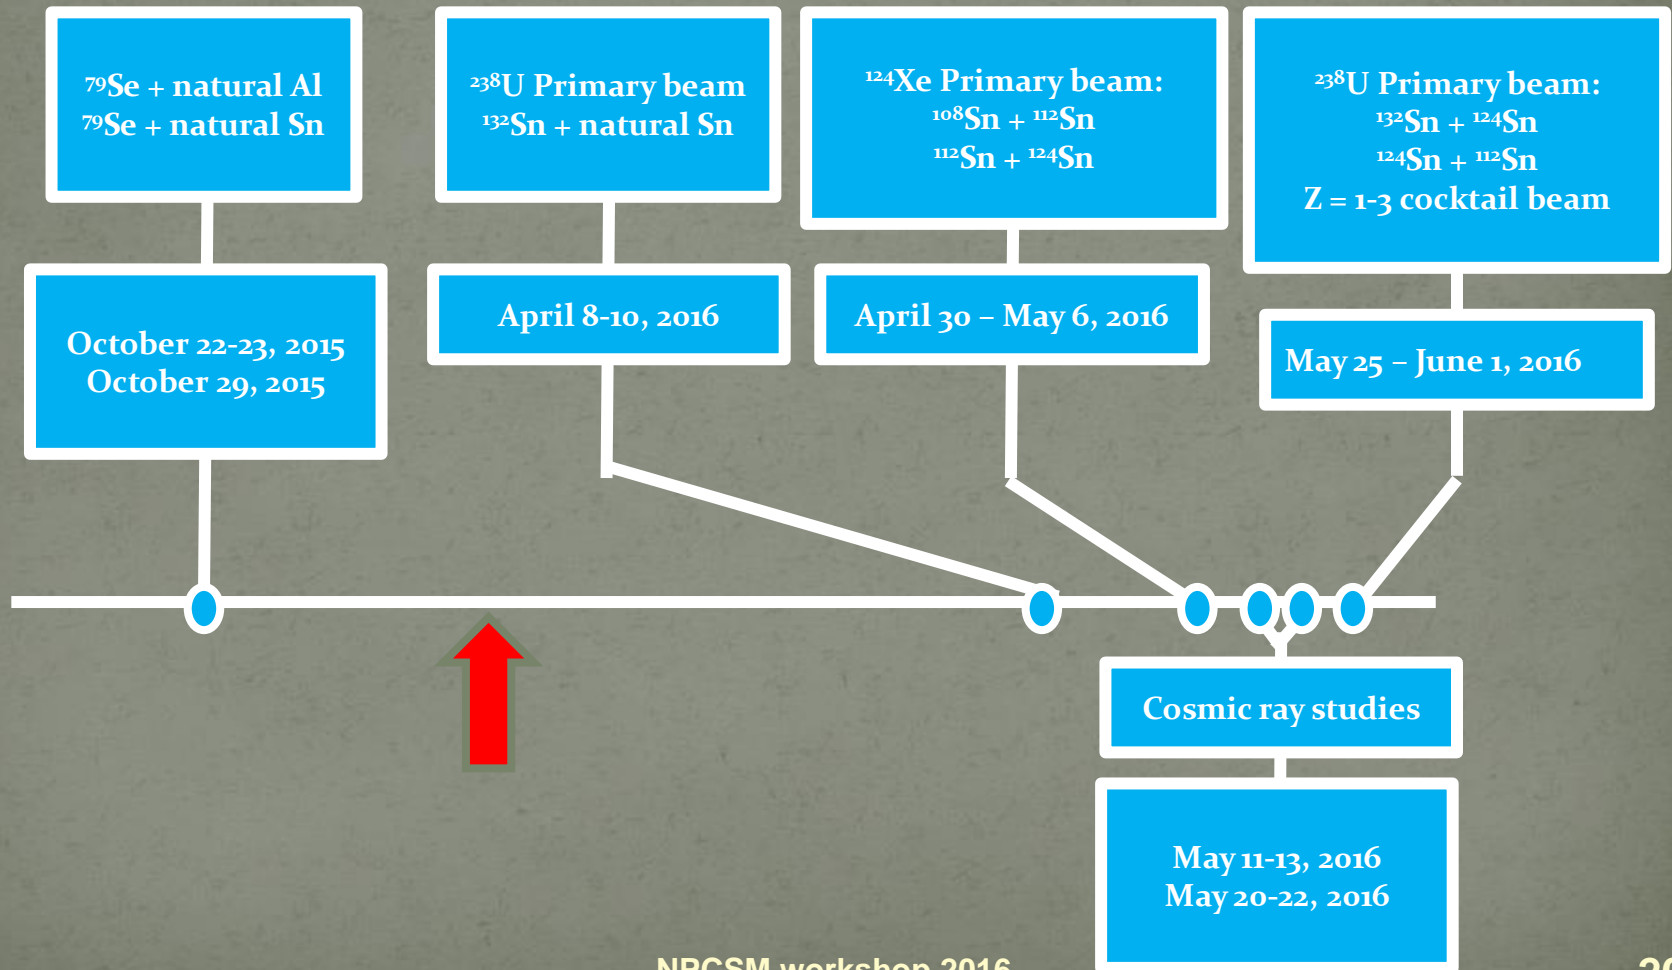 ⁷⁹Se + natural Al
⁷⁹Se + natural Sn
October 22-23, 2015
October 29, 2015
²³⁸U Primary beam
¹³²Sn + natural Sn
April 8-10, 2016
¹²⁴Xe Primary beam:
¹⁰⁸Sn + ¹¹²Sn
¹¹²Sn + ¹²⁴Sn
April 30 – May 6, 2016
²³⁸U Primary beam:
¹³²Sn + ¹²⁴Sn
¹²⁴Sn + ¹¹²Sn
Z = 1-3 cocktail beam
May 25 – June 1, 2016
Cosmic ray studies
May 11-13, 2016
May 20-22, 2016
NPCSM workshop 2016